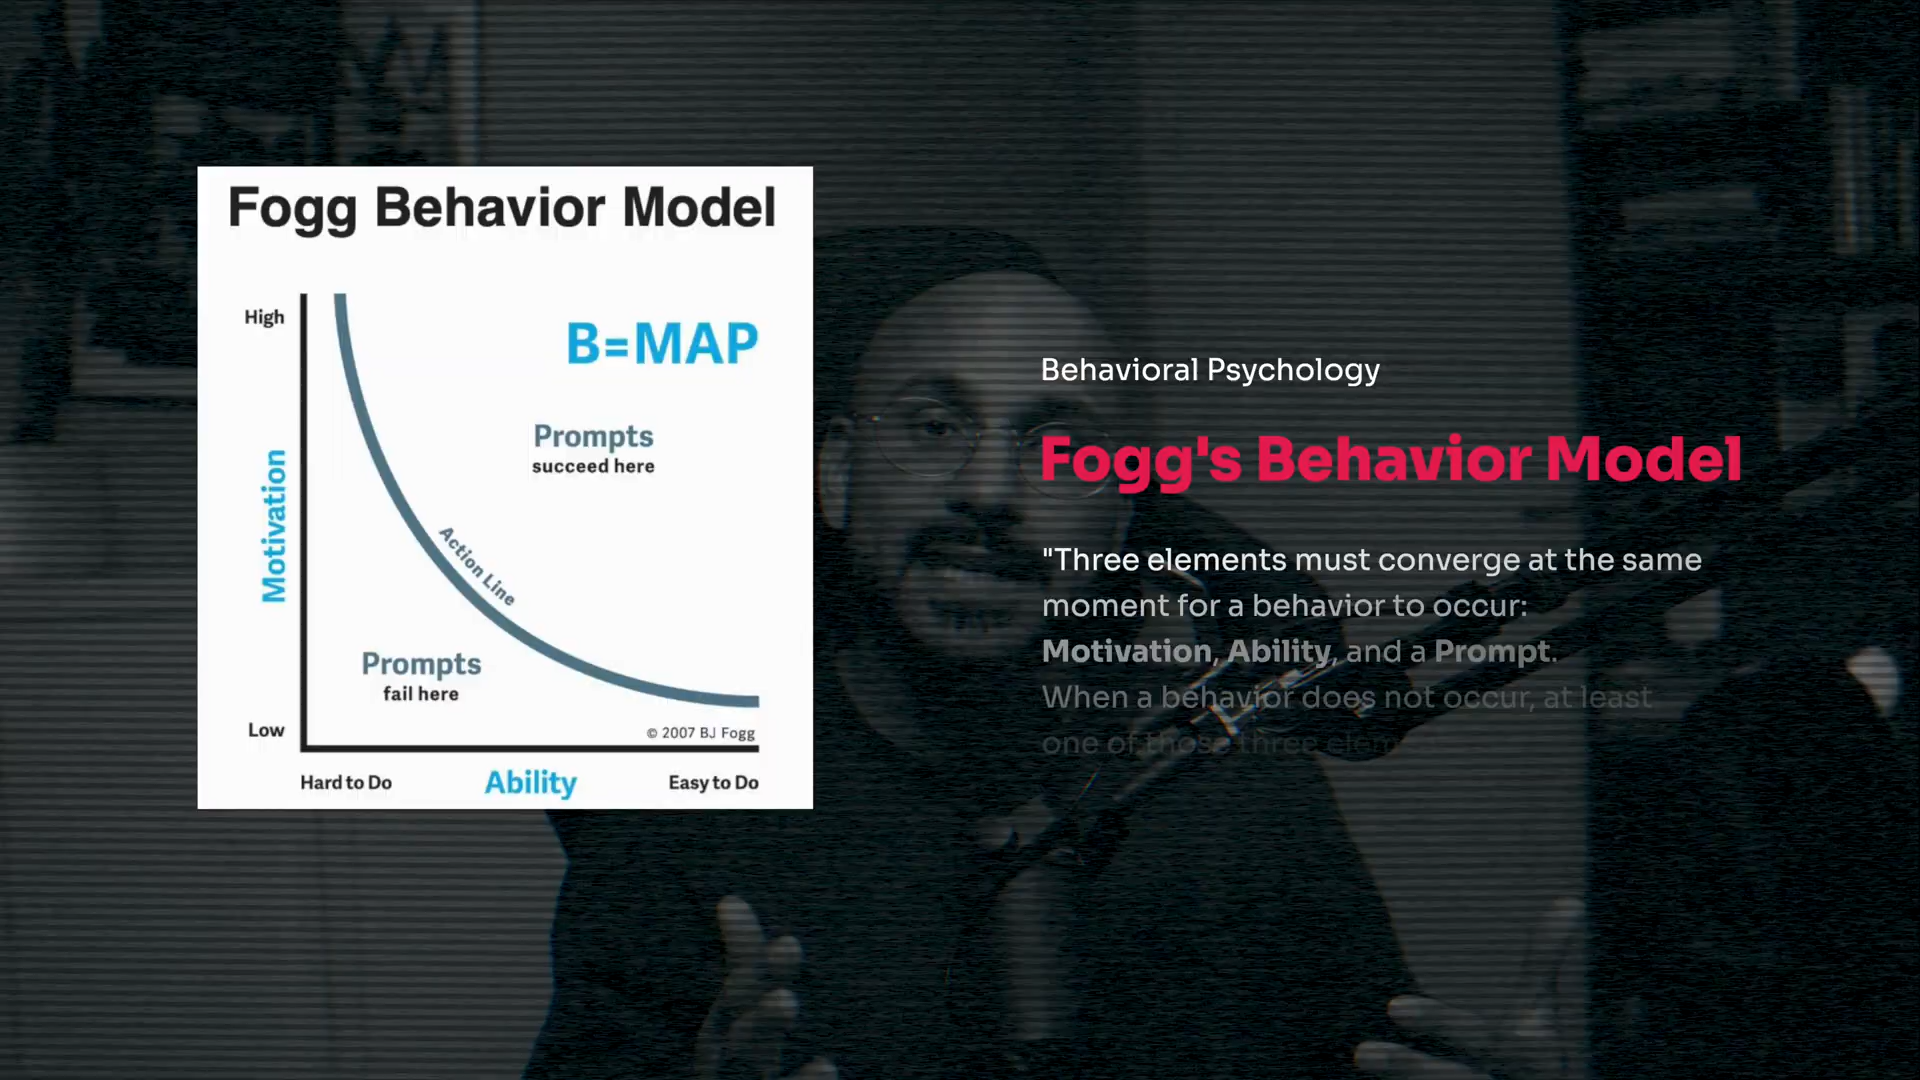 Fogg Behavior Model
High
B=MAP
Prompts
succeed here
Motivation
Action Line
Prompts
fail here
Low
© 2007 BJ Fogg
Hard to Do
Ability
Easy to Do
Behavioral Psychology
Fogg's Behavior Model
"Three elements must converge at the same
moment for a behavior to occur:
Motivation, Ability, and a Prompt.
When a behavior does not occur, at least
one of those three